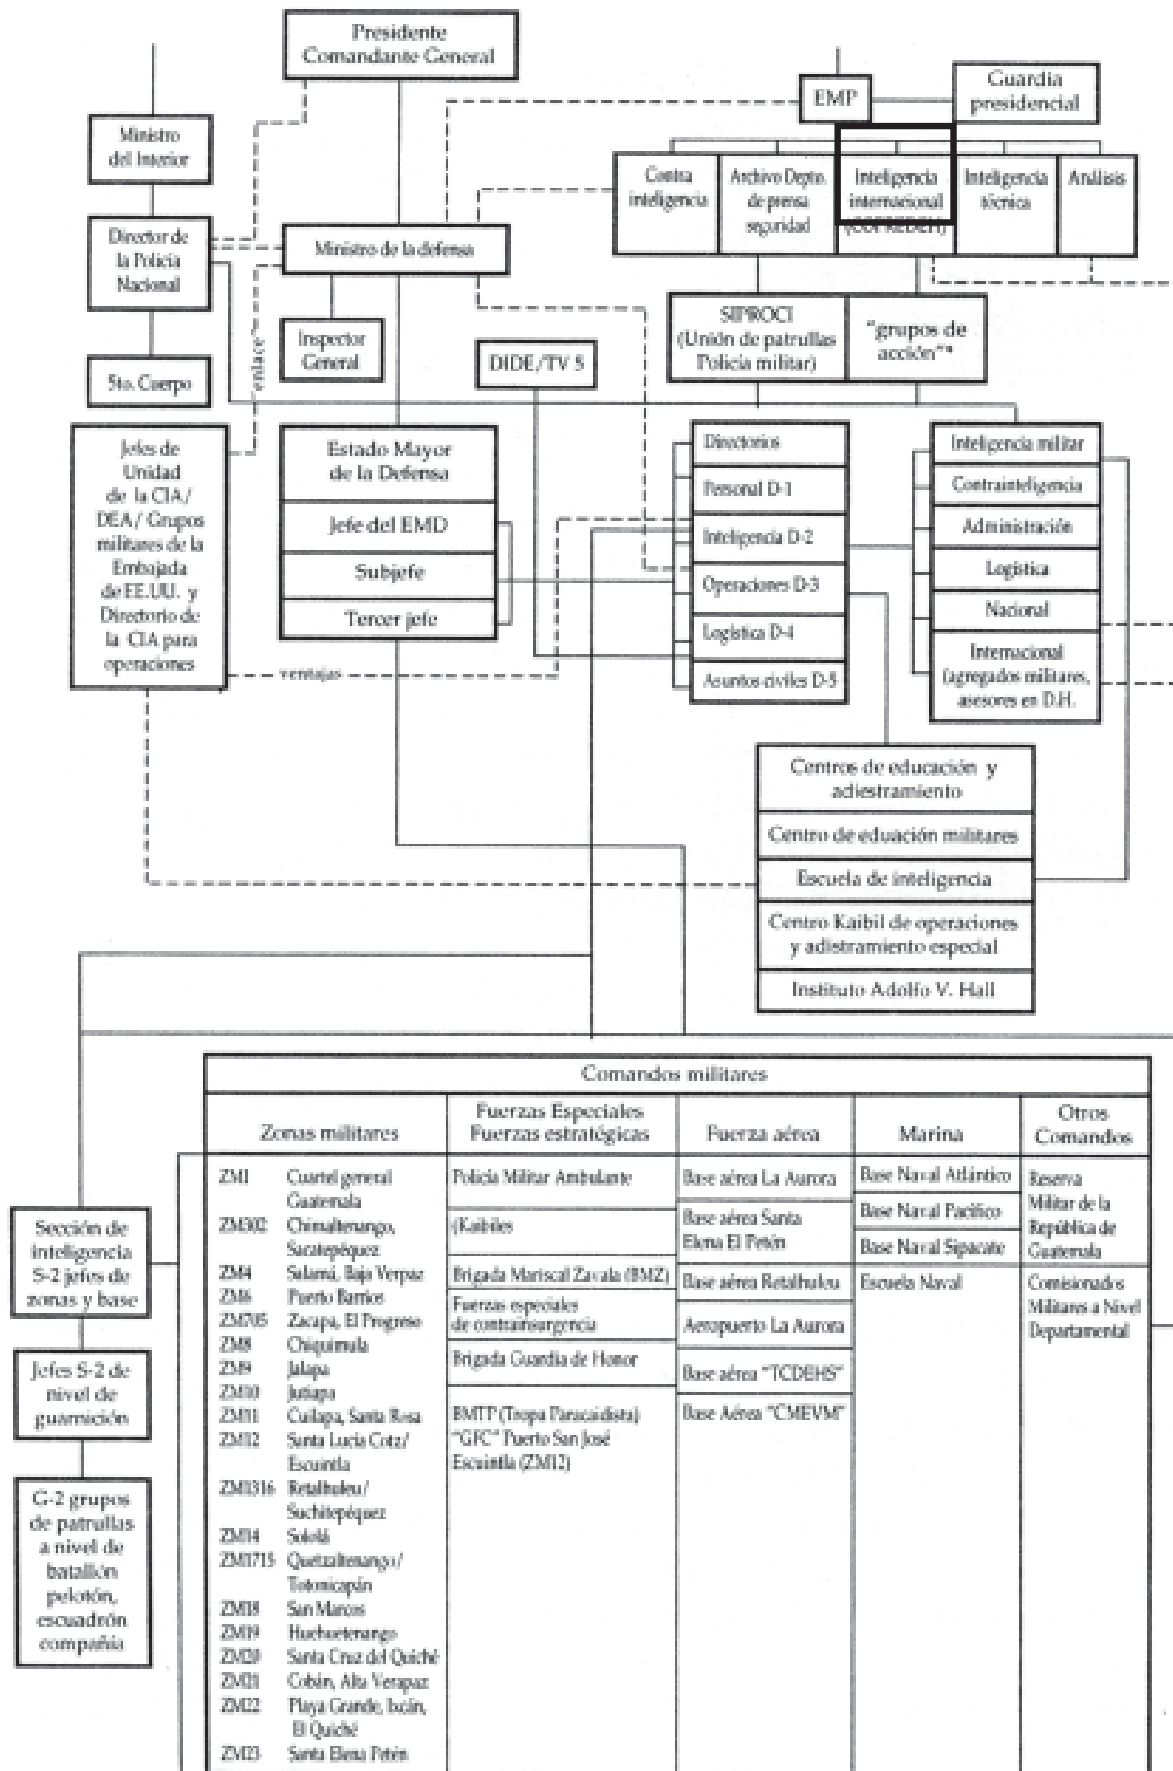 Presidente
Comandante General
EMP
Guardia
presidencial
Ministro
del Interior
Contra
inteligencia
Archivo Depto.
de prensa
seguridad
Inteligencia
internacional
(COPREDEH)
Inteligencia
técnica
Análisis
Director de
la Policía
Nacional
Ministro de la defensa
Inspector
General
enlace
DIDE/TV 5
SIPROCI
(Unión de patrullas
Policía militar)
"grupos de
acción"*
5to. Cuerpo
Jefes de
Unidad
de la CIA/
DEA/ Grupos
militares de la
Embajada
de EE.UU. y
Directorio de
la CIA para
operaciones
Estado Mayor
de la Defensa
Jefe del EMD
Subjefe
Tercer jefe
ventajas
Directorios
Personal D-1
Inteligencia D-2
Operaciones D-3
Logística D-4
Asuntos civiles D-5
Inteligencia militar
Contrainteligencia
Administración
Logística
Nacional
Internacional
(agregados militares,
asesores en D.H.
Centros de educación y
adiestramiento
Centro de eduación militares
Escuela de inteligencia
Centro Kaibil de operaciones
y adistramiento especial
Instituto Adolfo V. Hall
Sección de
inteligencia
S-2 jefes de
zonas y base
Jefes S-2 de
nivel de
guarnición
G-2 grupos
de patrullas
a nivel de
batallón
pelotón,
escuadrón
compañía
Comandos militares
Zonas militares
ZM1 Cuartel general
Guatemala
ZM302 Chimaltenango,
Sacatepéquez
ZM4 Salamá, Baja Verpaz
ZM6 Puerto Barrios
ZM705 Zacapa, El Progreso
ZM8 Chiquimula
ZM9 Jalapa
ZM10 Jutiapa
ZM11 Cuilapa, Santa Rosa
ZM12 Santa Lucía Cotz/
Escuintla
ZM1316 Retalhuleu/
Suchitepéquez
ZM14 Sololá
ZM1715 Quetzaltenango/
Totonicapán
ZM18 San Marcos
ZM19 Huehuetenango
ZM20 Santa Cruz del Quiché
ZM21 Cobán, Alta Verapaz
ZM22 Playa Grande, Ixcán,
El Quiché
ZM23 Santa Elena Petén
Fuerzas Especiales
Fuerzas estratégicas
Policía Militar Ambulante
(Kaibiles
Brigada Mariscal Zavala (BMZ)
Fuerzas especiales
de contrainsurgencia
Brigada Guardia de Honor
BMTP (Tropa Paracaidista)
"GFC" Puerto San José
Escuintla (ZM12)
Fuerza aérea
Base aérea La Aurora
Base aérea Santa
Elena El Petén
Base aérea Retalhuleu
Aeropuerto La Aurora
Base aérea "TCDEHS"
Base Aérea "CMEVM"
Marina
Base Naval Atlántico
Base Naval Pacífico
Base Naval Sipacate
Escuela Naval
Otros
Comandos
Reserva
Militar de la
República de
Guatemala
Comisionados
Militares a Nivel
Departamental